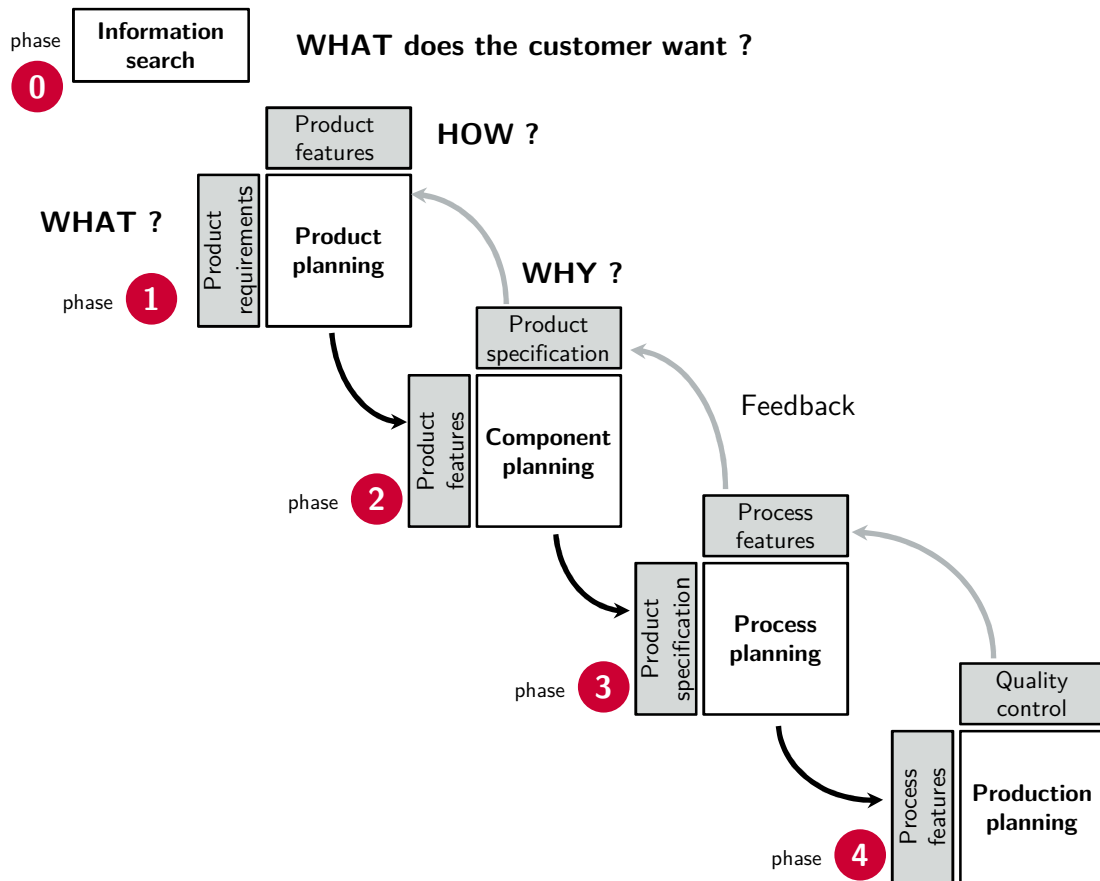 phase
0
Information
search
WHAT does the customer want ?
Product
features
HOW ?
WHAT ?
Product
requirements
Product
planning
phase
1
WHY ?
Product
specification
Product
features
Component
planning
phase
2
Feedback
Process
features
Product
specification
Process
planning
phase
3
Quality
control
Process
features
Production
planning
phase
4